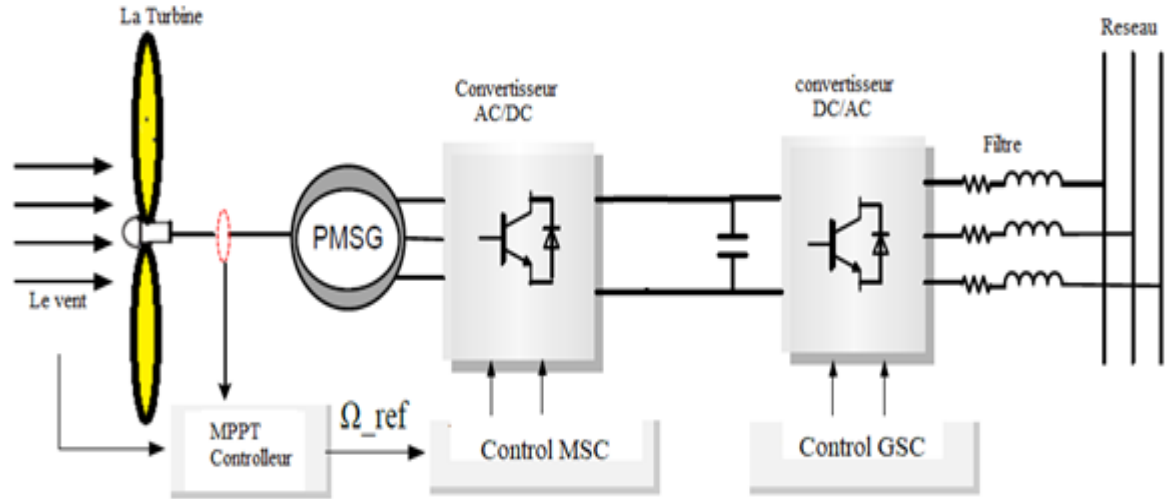 La Turbine
Reseau
Convertisseur
AC/DC
convertisseur
DC/AC
Filtre
PMSG
Le vent
MPPT
Controlleur
Ω_ref
Control MSC
Control GSC